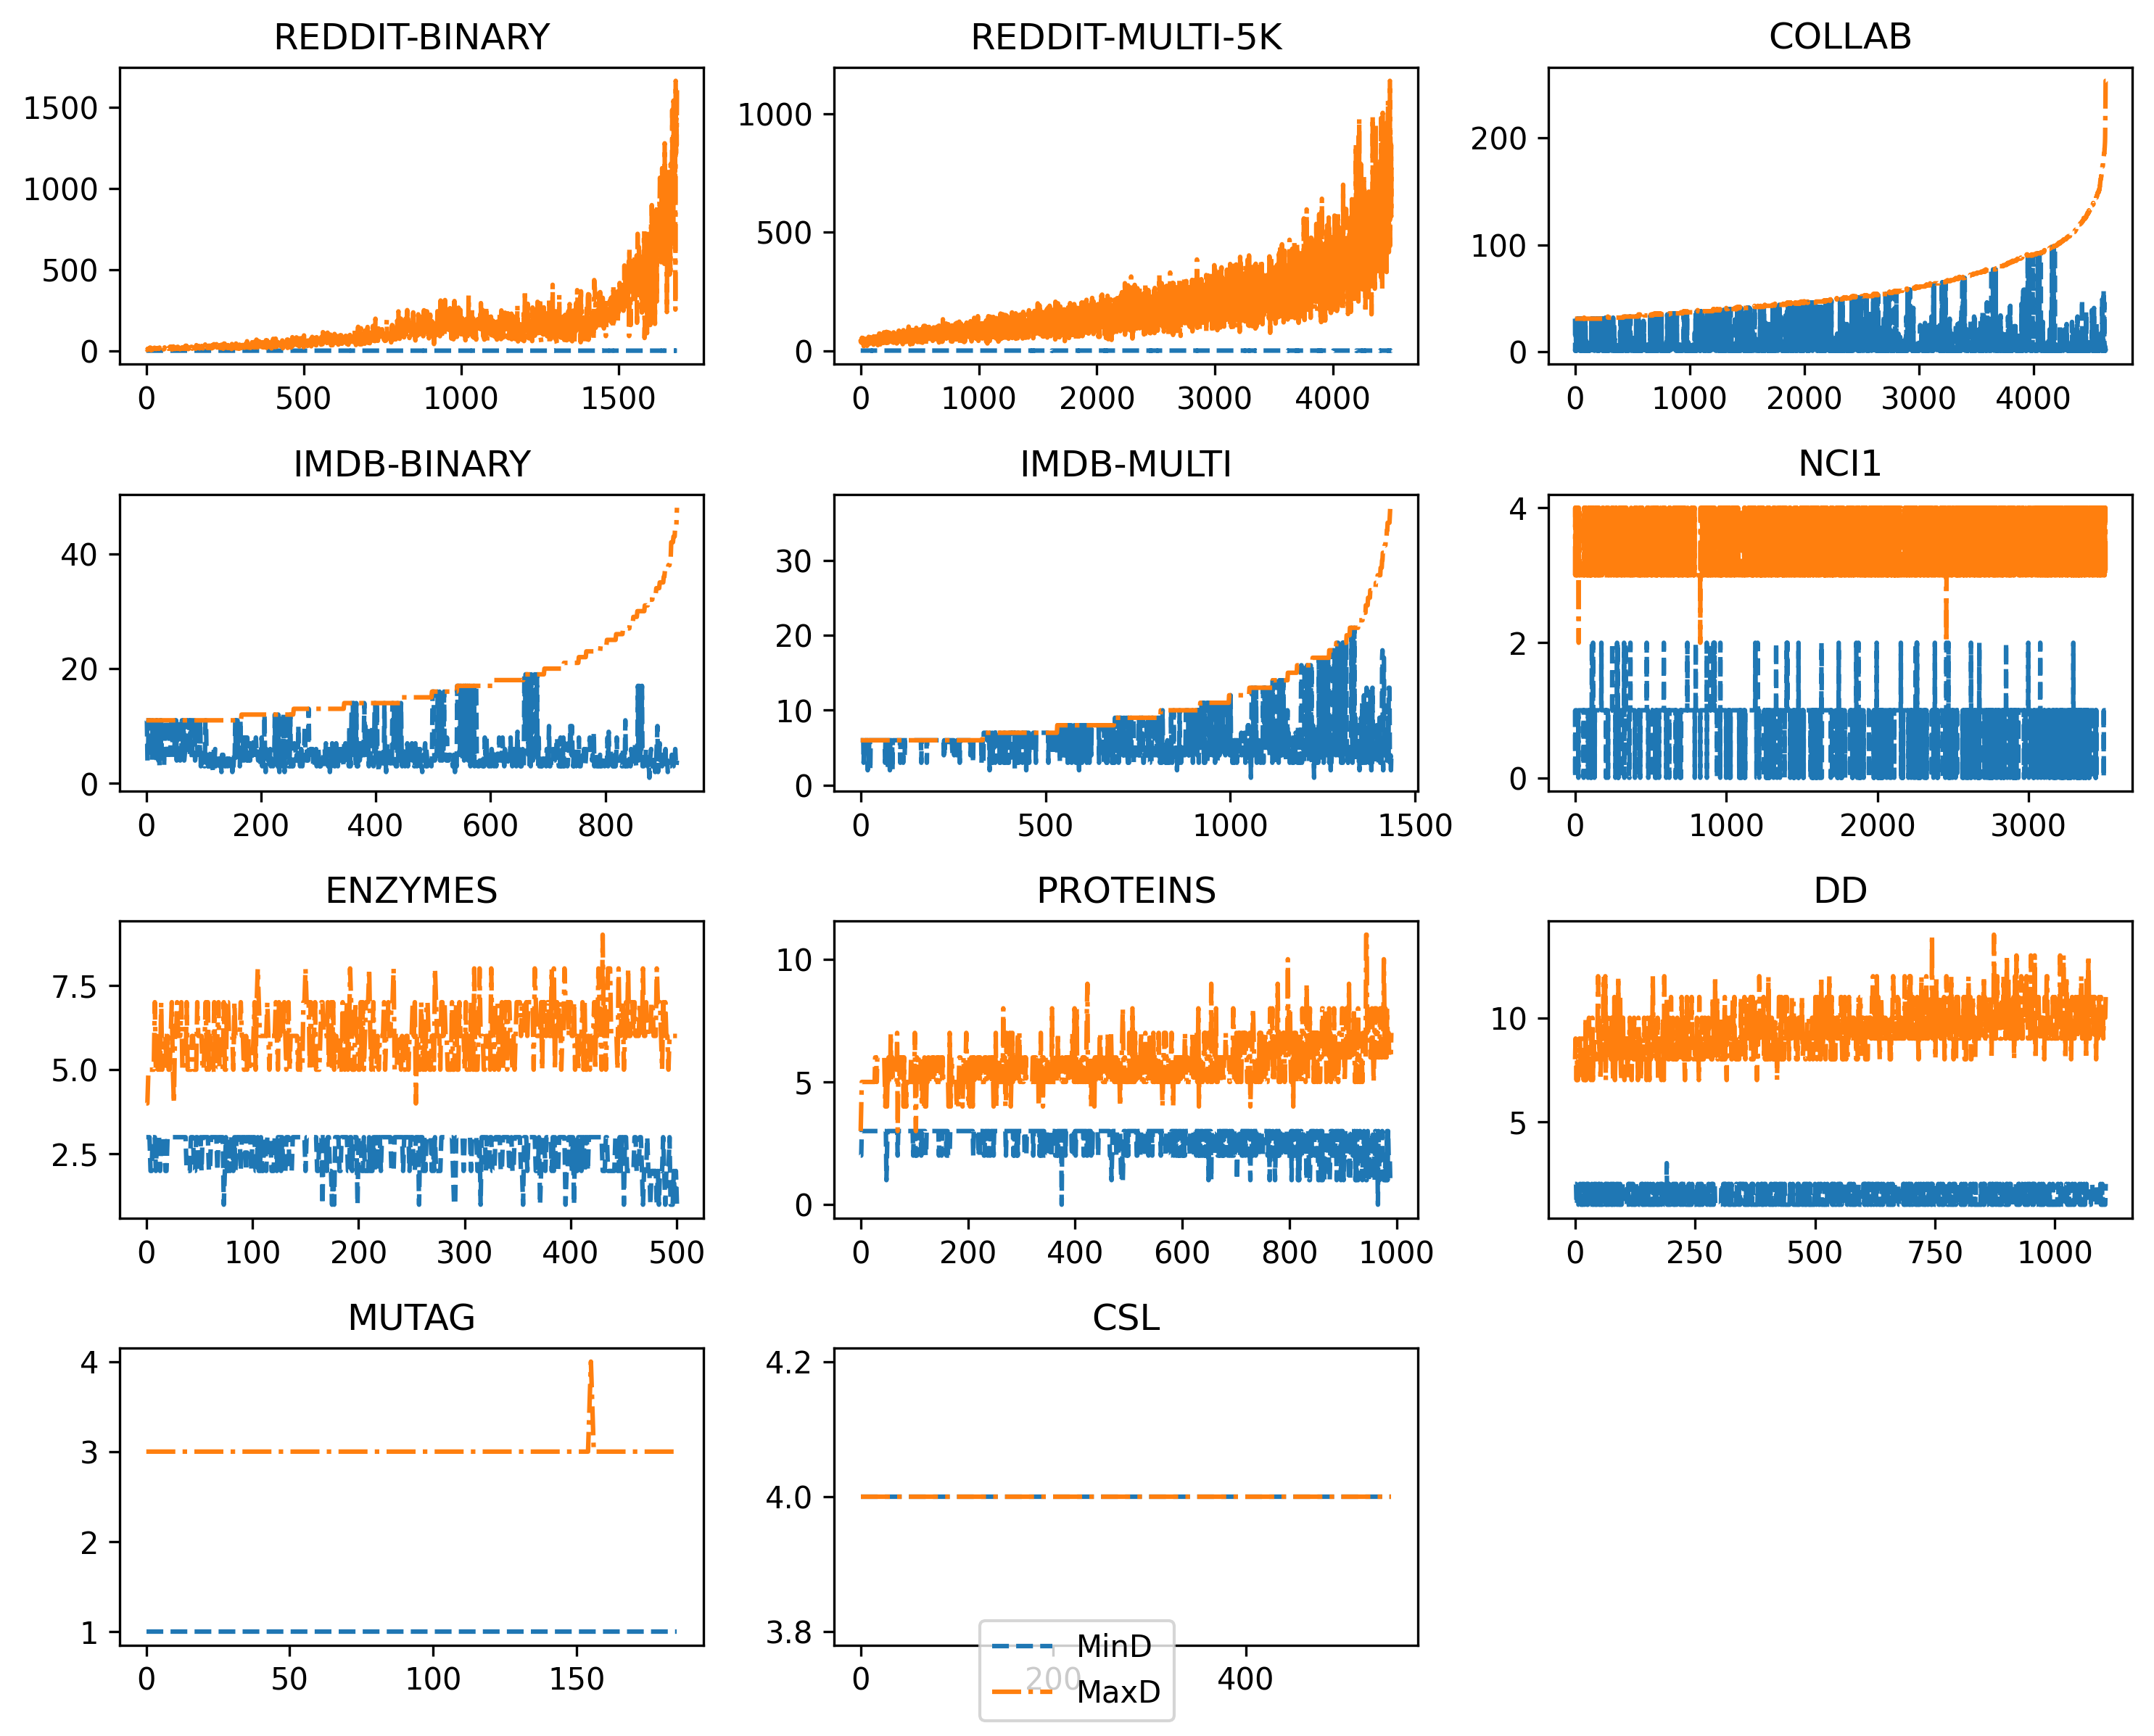 REDDIT-BINARY
1500
1000
500
0
0 500 1000 1500
REDDIT-MULTI-5K
1000
500
0
0 1000 2000 3000 4000
COLLAB
200
100
0
0 1000 2000 3000 4000
IMDB-BINARY
40
20
0
0 200 400 600 800
IMDB-MULTI
30
20
10
0
0 500 1000 1500
NCI1
4
2
0
0 1000 2000 3000
ENZYMES
7.5
5.0
2.5
0 100 200 300 400 500
PROTEINS
10
5
0
0 200 400 600 800 1000
DD
10
5
0 250 500 750 1000
MUTAG
4
3
2
1
0 50 100 150
CSL
4.2
4.0
3.8
0 200 400
MinD
MaxD